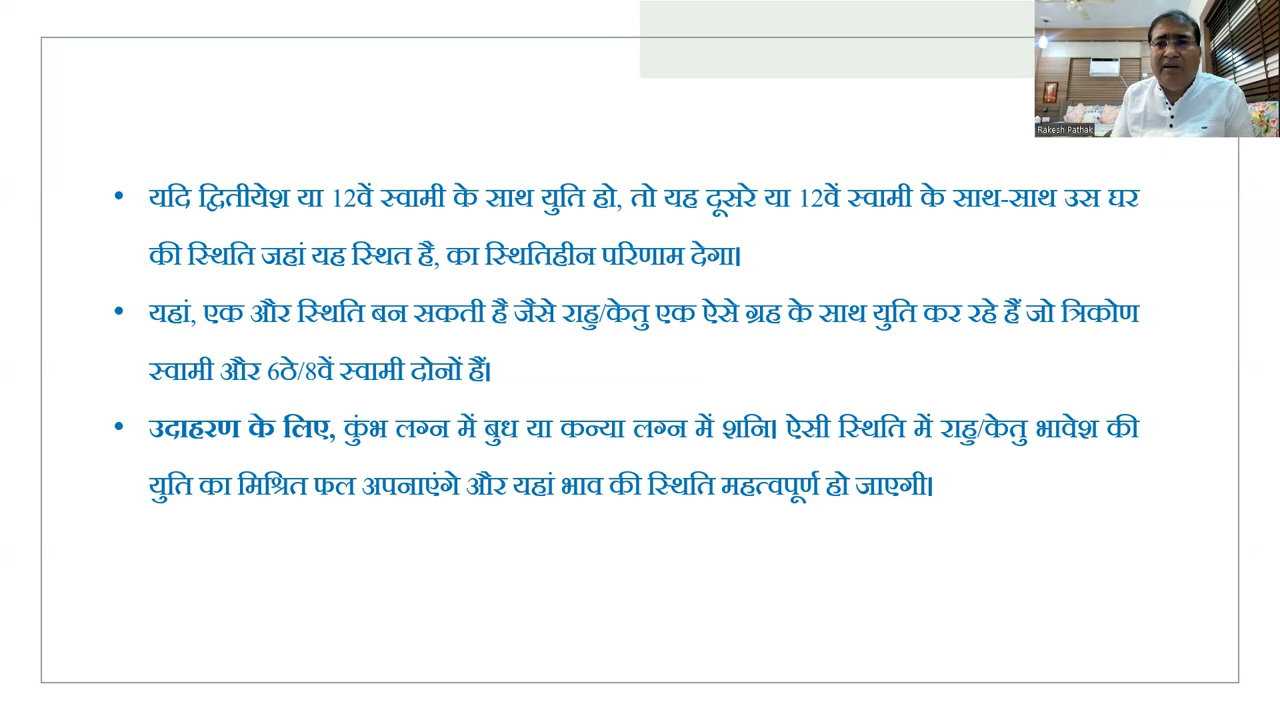 Rakesh Pathak
• यदि द्वितीयेश या 12वें स्वामी के साथ युति हो, तो यह दूसरे या 12वें स्वामी के साथ-साथ उस घर
की स्थिति जहां यह स्थित है, का स्थितिहीन परिणाम देगा।
• यहां, एक और स्थिति बन सकती है जैसे राहु/केतु एक ऐसे ग्रह के साथ युति कर रहे हैं जो त्रिकोण
स्वामी और 6ठे/8वें स्वामी दोनों हैं।
• उदाहरण के लिए, कुंभ लग्न में बुध या कन्या लग्न में शनि। ऐसी स्थिति में राहु/केतु भावेश की
युति का मिश्रित फल अपनाएंगे और यहां भाव की स्थिति महत्वपूर्ण हो जाएगी।